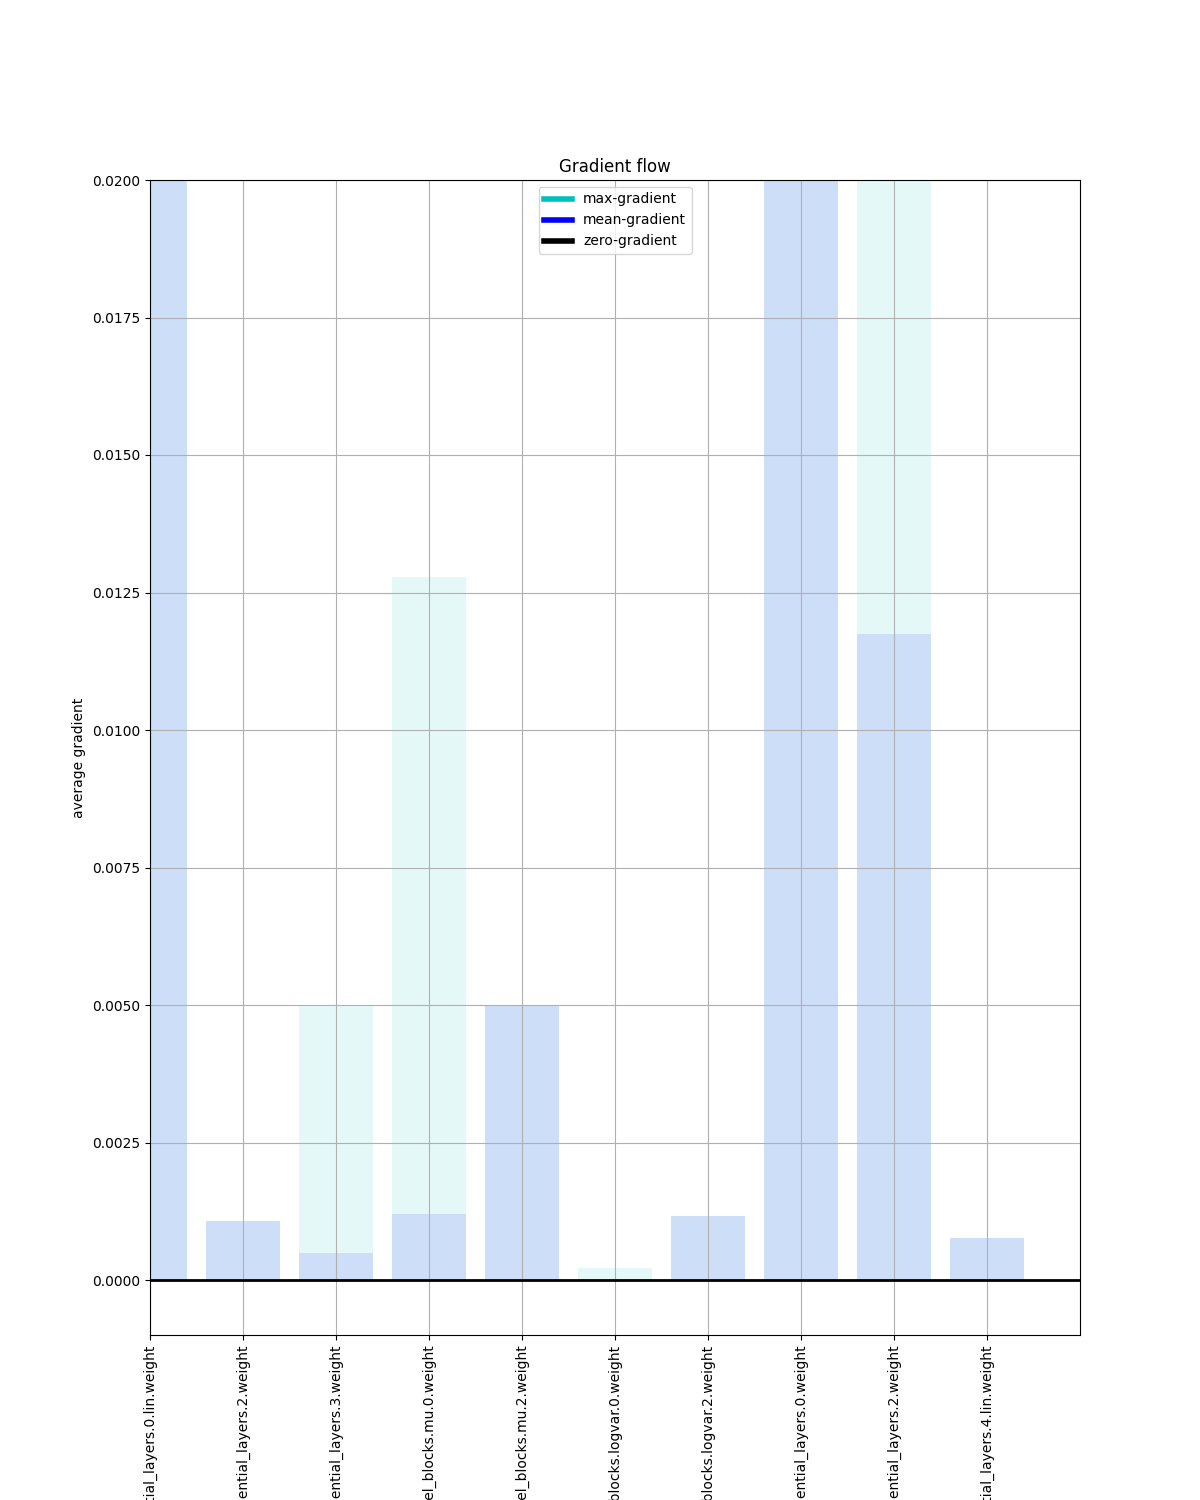 Gradient flow
max-gradient
mean-gradient
zero-gradient
0.0200
0.0175
0.0150
0.0125
0.0100
0.0075
0.0050
0.0025
0.0000
average gradient
tial_layers.0.lin.weight
ential_layers.2.weight
ential_layers.3.weight
el_blocks.mu.0.weight
el_blocks.mu.2.weight
blocks.logvar.0.weight
blocks.logvar.2.weight
ential_layers.0.weight
ential_layers.2.weight
tial_layers.4.lin.weight